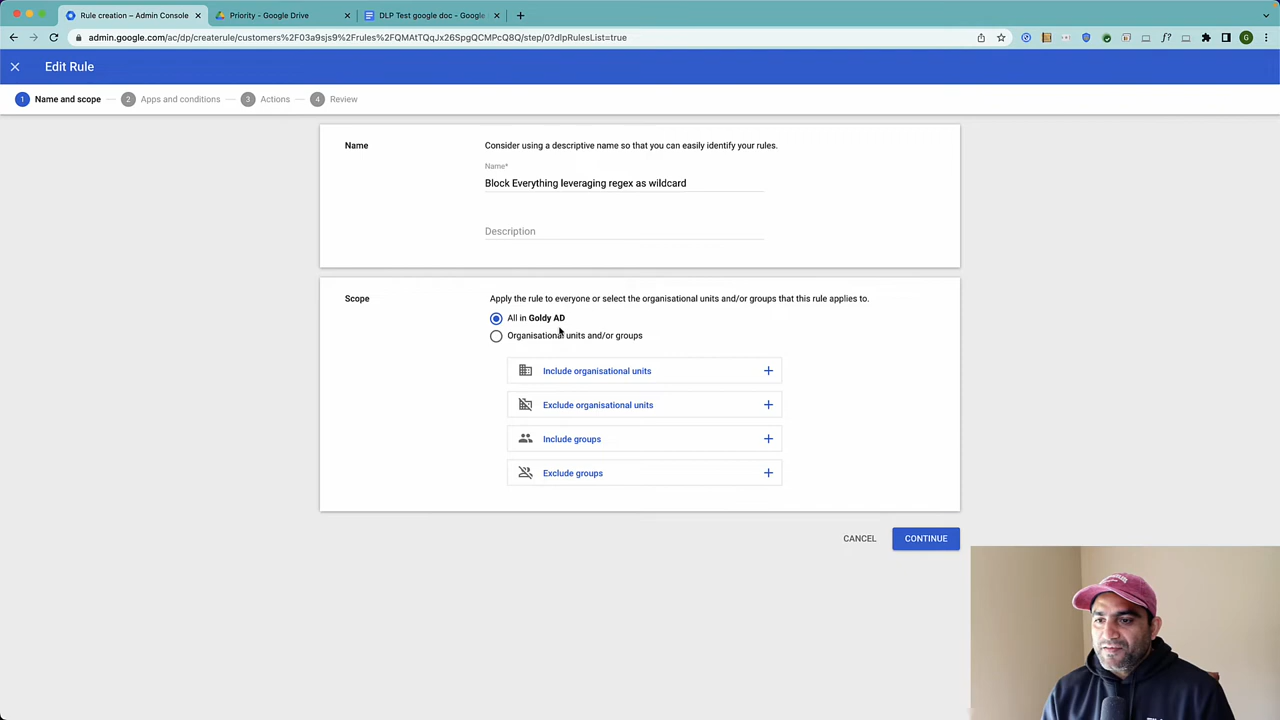 Rule creation – Admin Console
Priority - Google Drive
DLP Test google doc - Google
admin.google.com/ac/dp/createrule/customers%2F03a9sjs9%2Frules%2FQMAtTQqJx26SpgQCMPcQ8Q/step/0?dlpRulesList=true
G
Edit Rule
1 Name and scope
2 Apps and conditions
3 Actions
4 Review
Name
Consider using a descriptive name so that you can easily identify your rules.
Name*
Block Everything leveraging regex as wildcard
Description
Scope
Apply the rule to everyone or select the organisational units and/or groups that this rule applies to.
All in Goldy AD
Organisational units and/or groups
Include organisational units
Exclude organisational units
Include groups
Exclude groups
CANCEL
CONTINUE